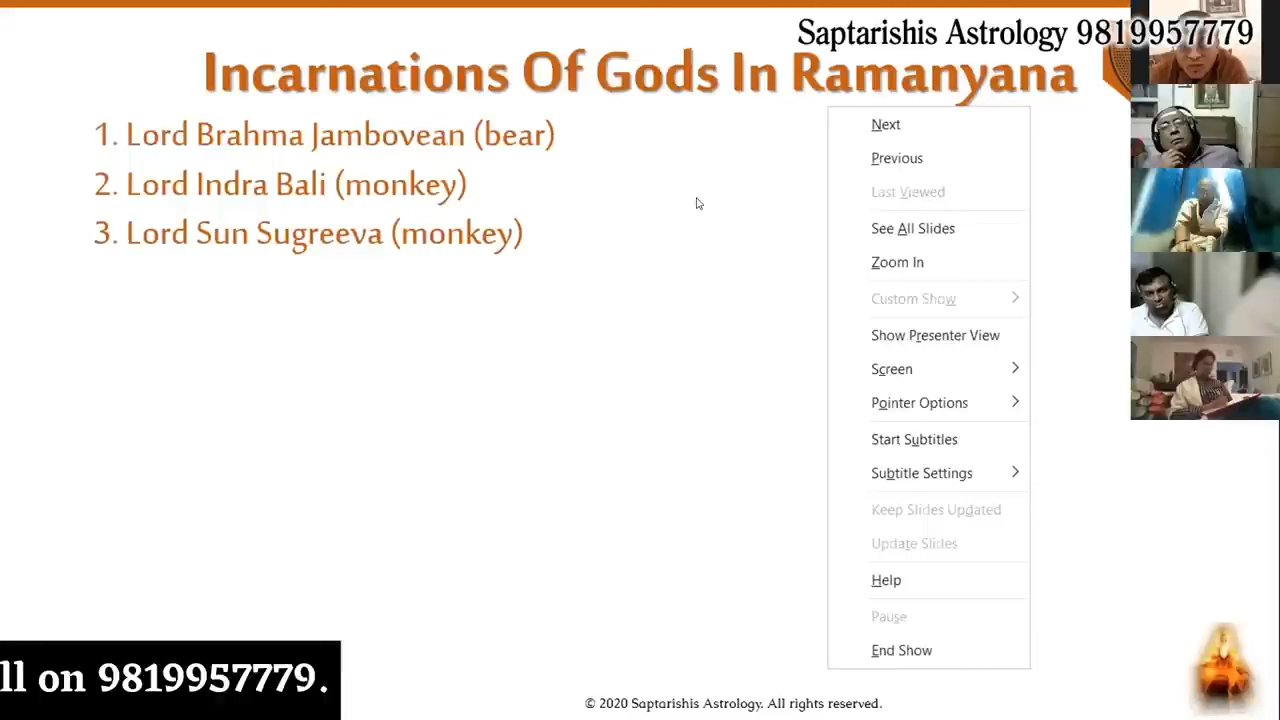 Saptarishis Astrology 9819957779
Incarnations Of Gods In Ramanyana
1. Lord Brahma Jambovean (bear)
2. Lord Indra Bali (monkey)
3. Lord Sun Sugreeva (monkey)
Next
Previous
Last Viewed
See All Slides
Zoom In
Custom Show
Show Presenter View
Screen
Pointer Options
Start Subtitles
Subtitle Settings
Keep Slides Updated
Update Slides
Help
Pause
End Show
ll on 9819957779.
© 2020 Saptarishis Astrology. All rights reserved.